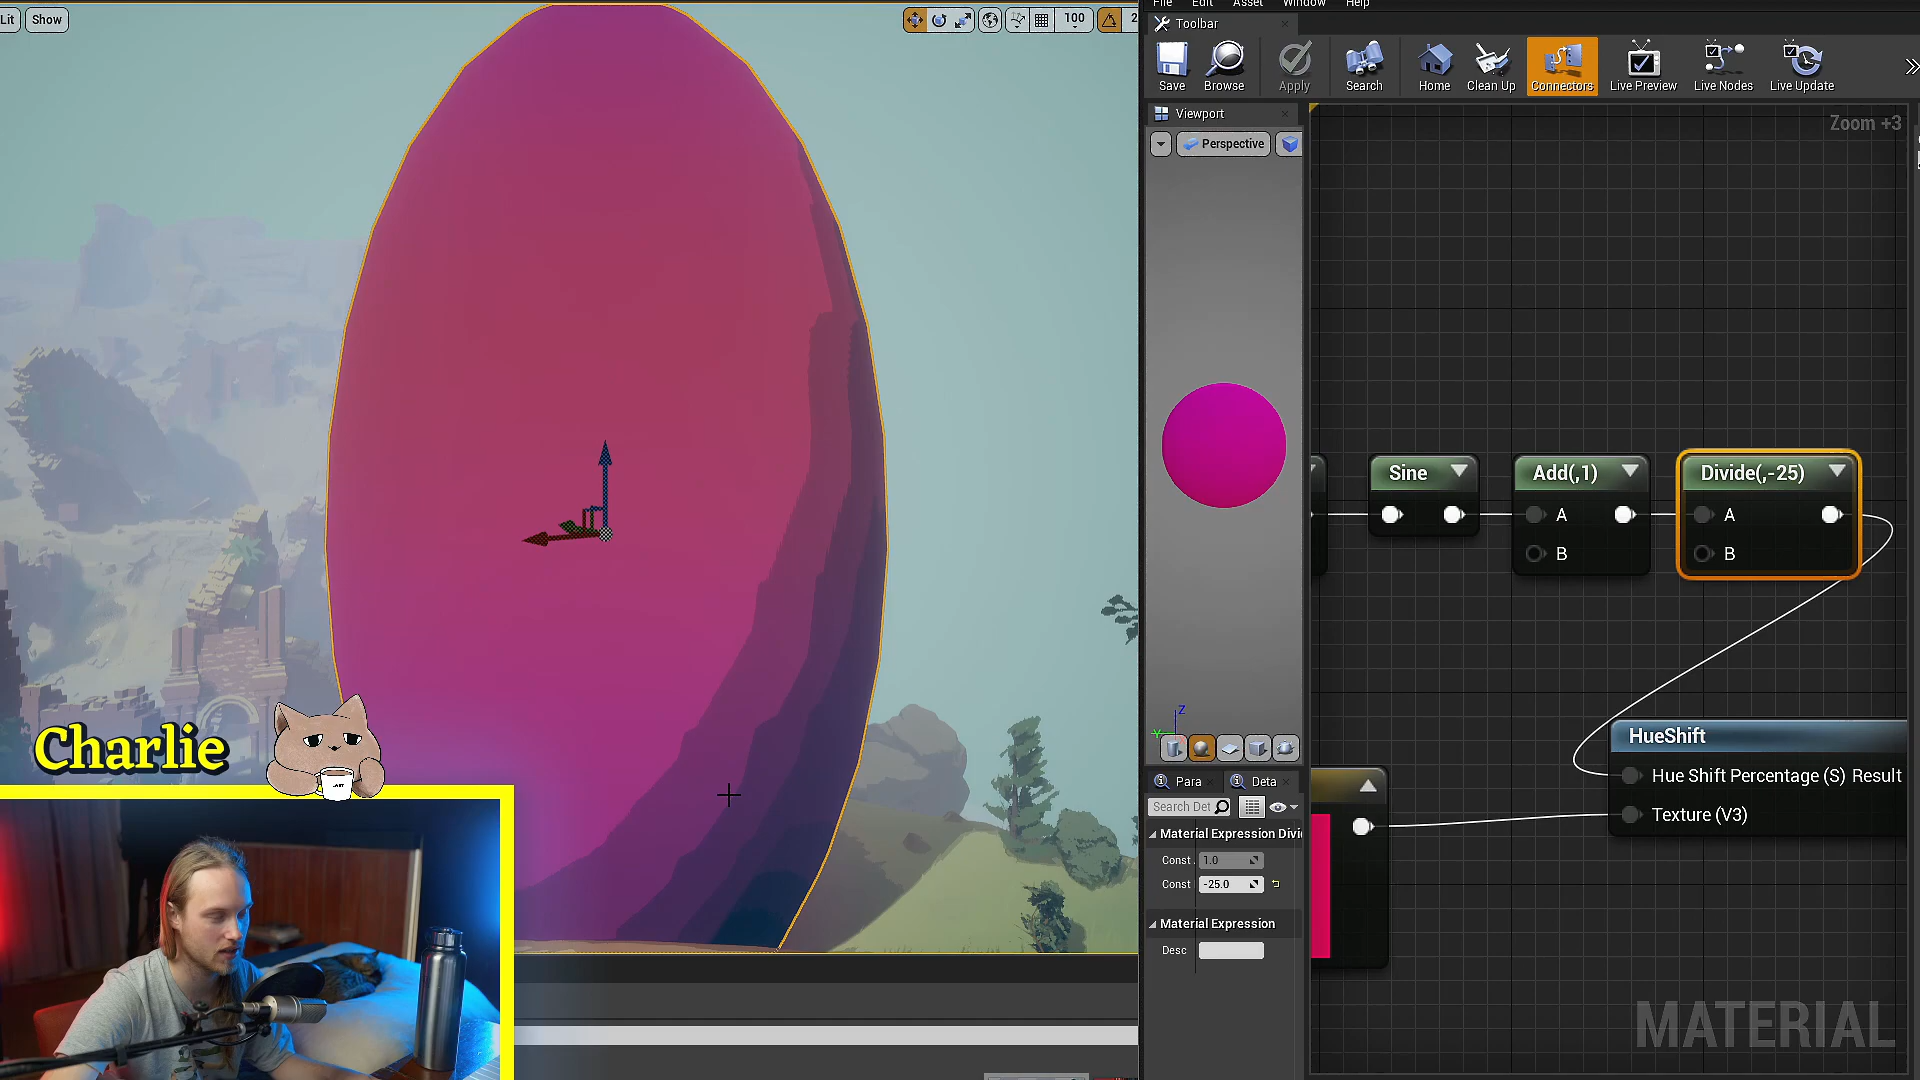 File Edit Asset Window Help
Lit Show
100
2
Toolbar
Save Browse Apply Search Home Clean Up Connectors Live Preview Live Nodes Live Update
Viewport
Perspective
Zoom +3
Sine
Add(,1)
A
B
Divide(,-25)
A
B
HueShift
Hue Shift Percentage (S) Result
Texture (V3)
Z
Y
Para Deta
Search Det
Material Expression Divi
Const. 1.0
Const -25.0
Material Expression
Desc
MATERIAL
Charlie